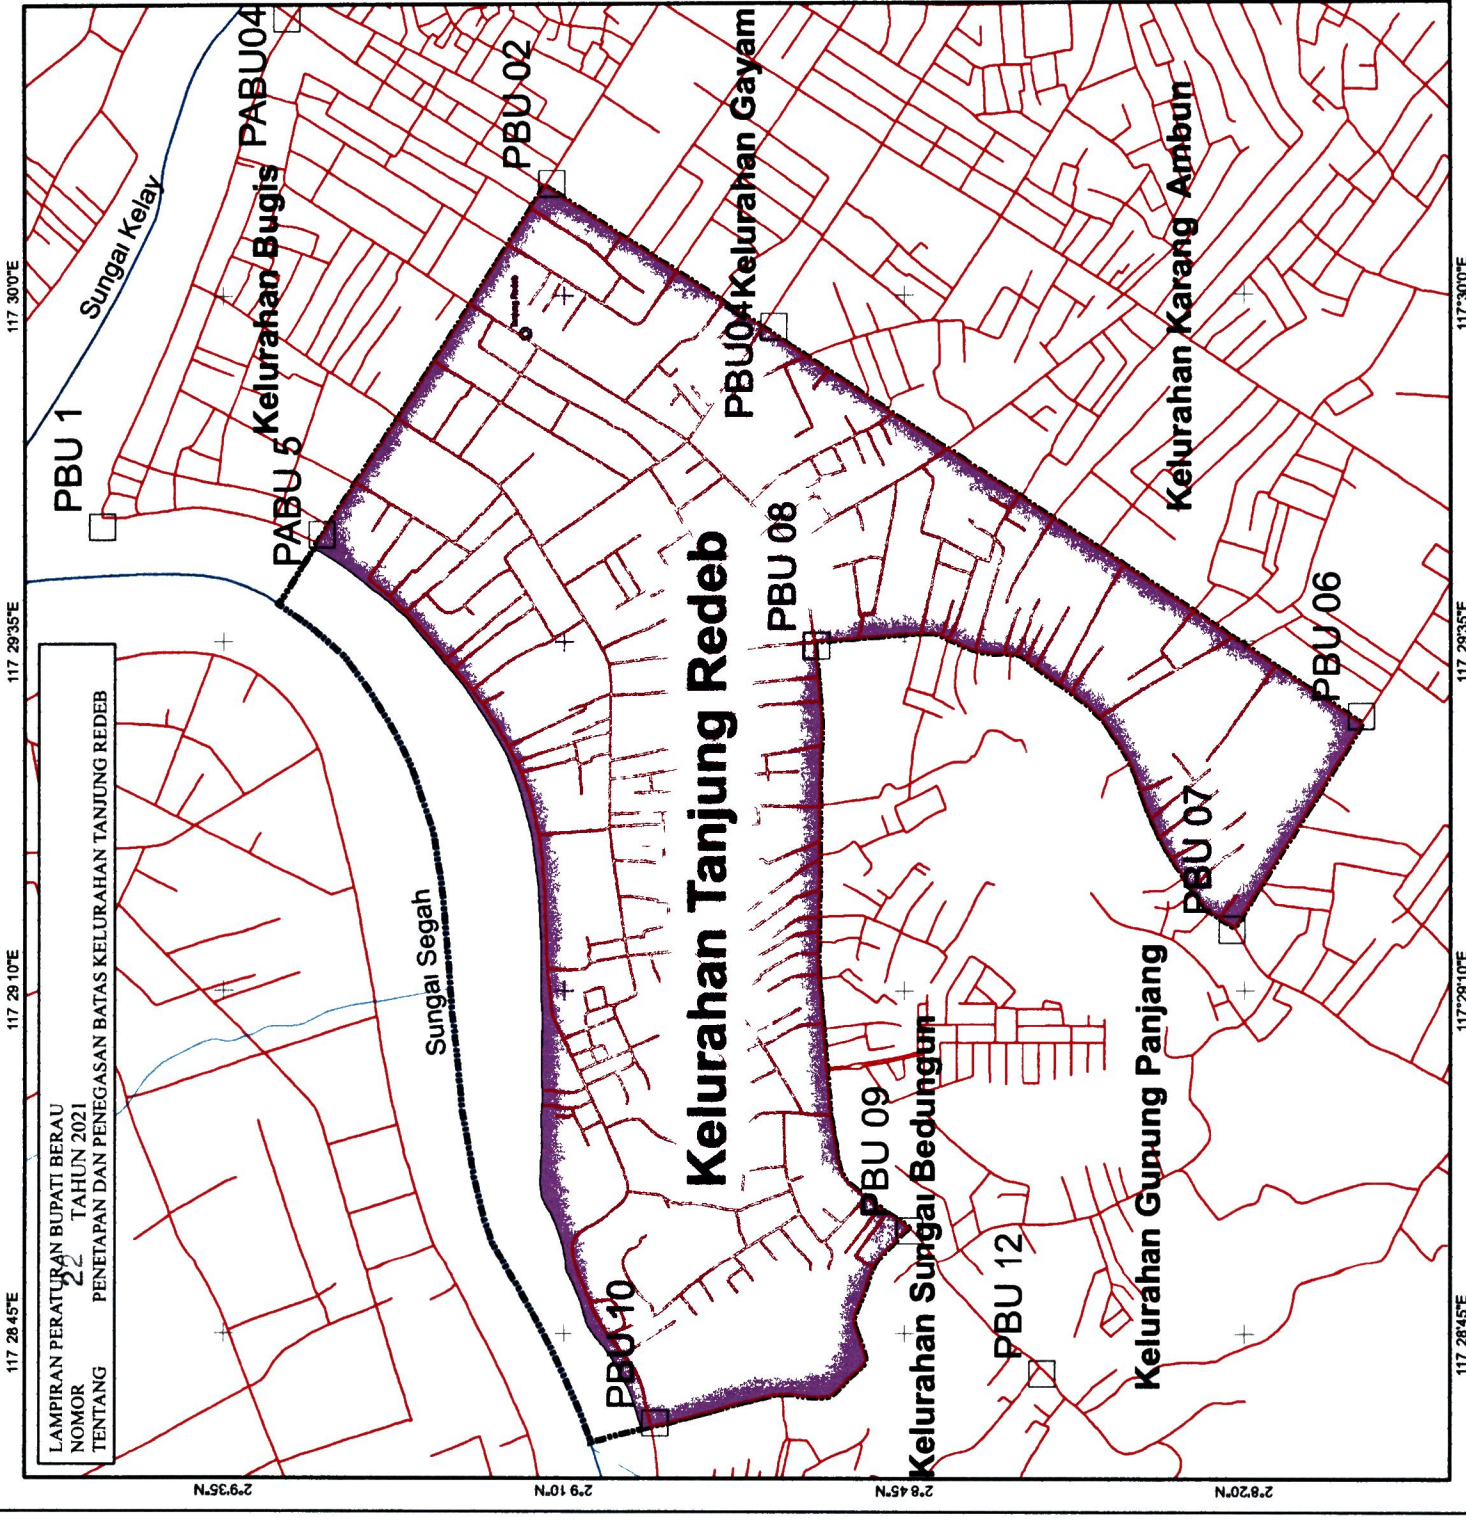 LAMPIRAN PERATURAN BUPATI BERAU
NOMOR 22 TAHUN 2021
TENTANG PENETAPAN DAN PENEGASAN BATAS KELURAHAN TANJUNG REDEB
117 28'45"E
117 29'10"E
117 29'35"E
117 30'0"E
2°9'35"N
2°9'10"N
2°8'45"N
2°8'20"N
Sungai Kelay
PBU 1
PABU04
Kelurahan Bugis
PABU 5
PBU 02
Sungai Segah
Tanjung Redeb
Kelurahan Gayam
PBU04
Kelurahan Tanjung Redeb
PBU 08
PBU 10
PBU 09
Kelurahan Sungai Bedungun
PBU 12
Kelurahan Karang Ambun
PBU 06
PBU 07
Kelurahan Gunung Panjang
117 28'45"E
117°29'10"E
117 29'35"E
117°30'0"E